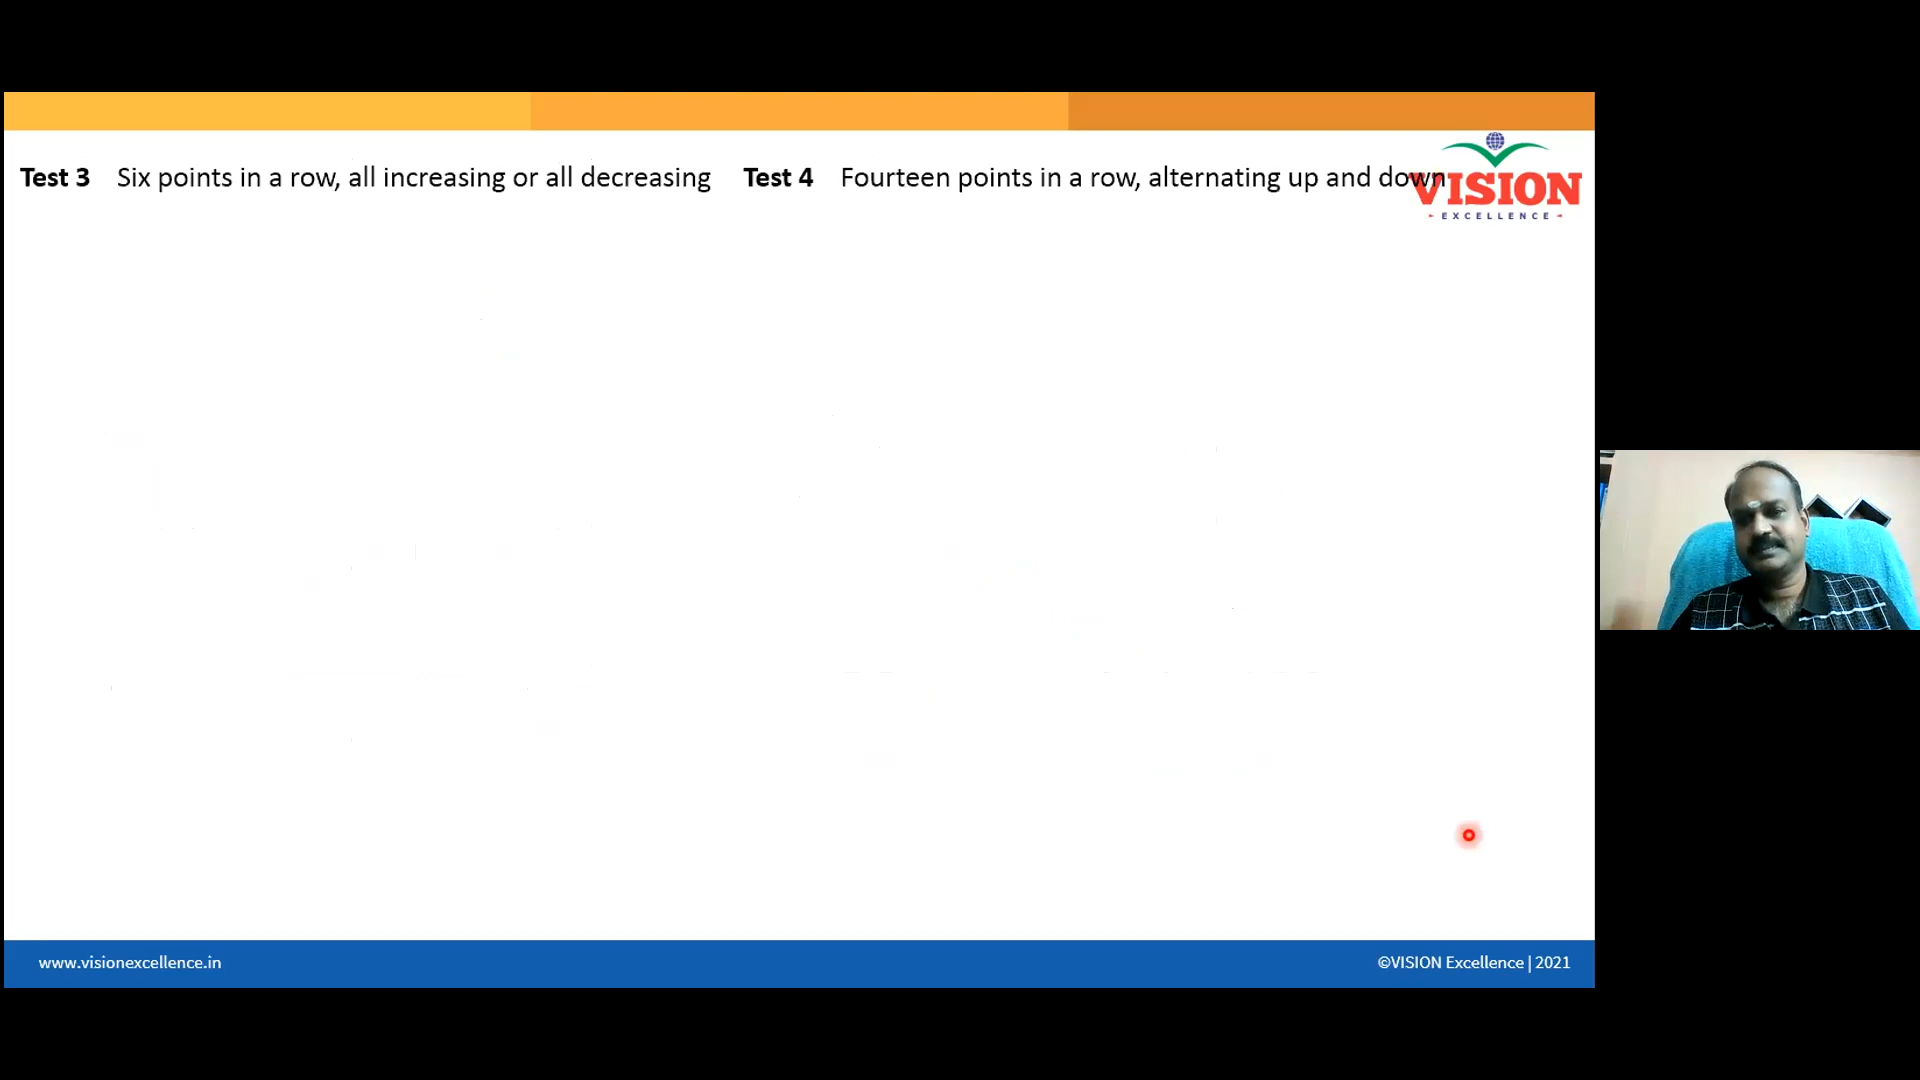 Test 3 Six points in a row, all increasing or all decreasing
Test 4 Fourteen points in a row, alternating up and down
VISION
EXCELLENCE
www.visionexcellence.in
©VISION Excellence | 2021